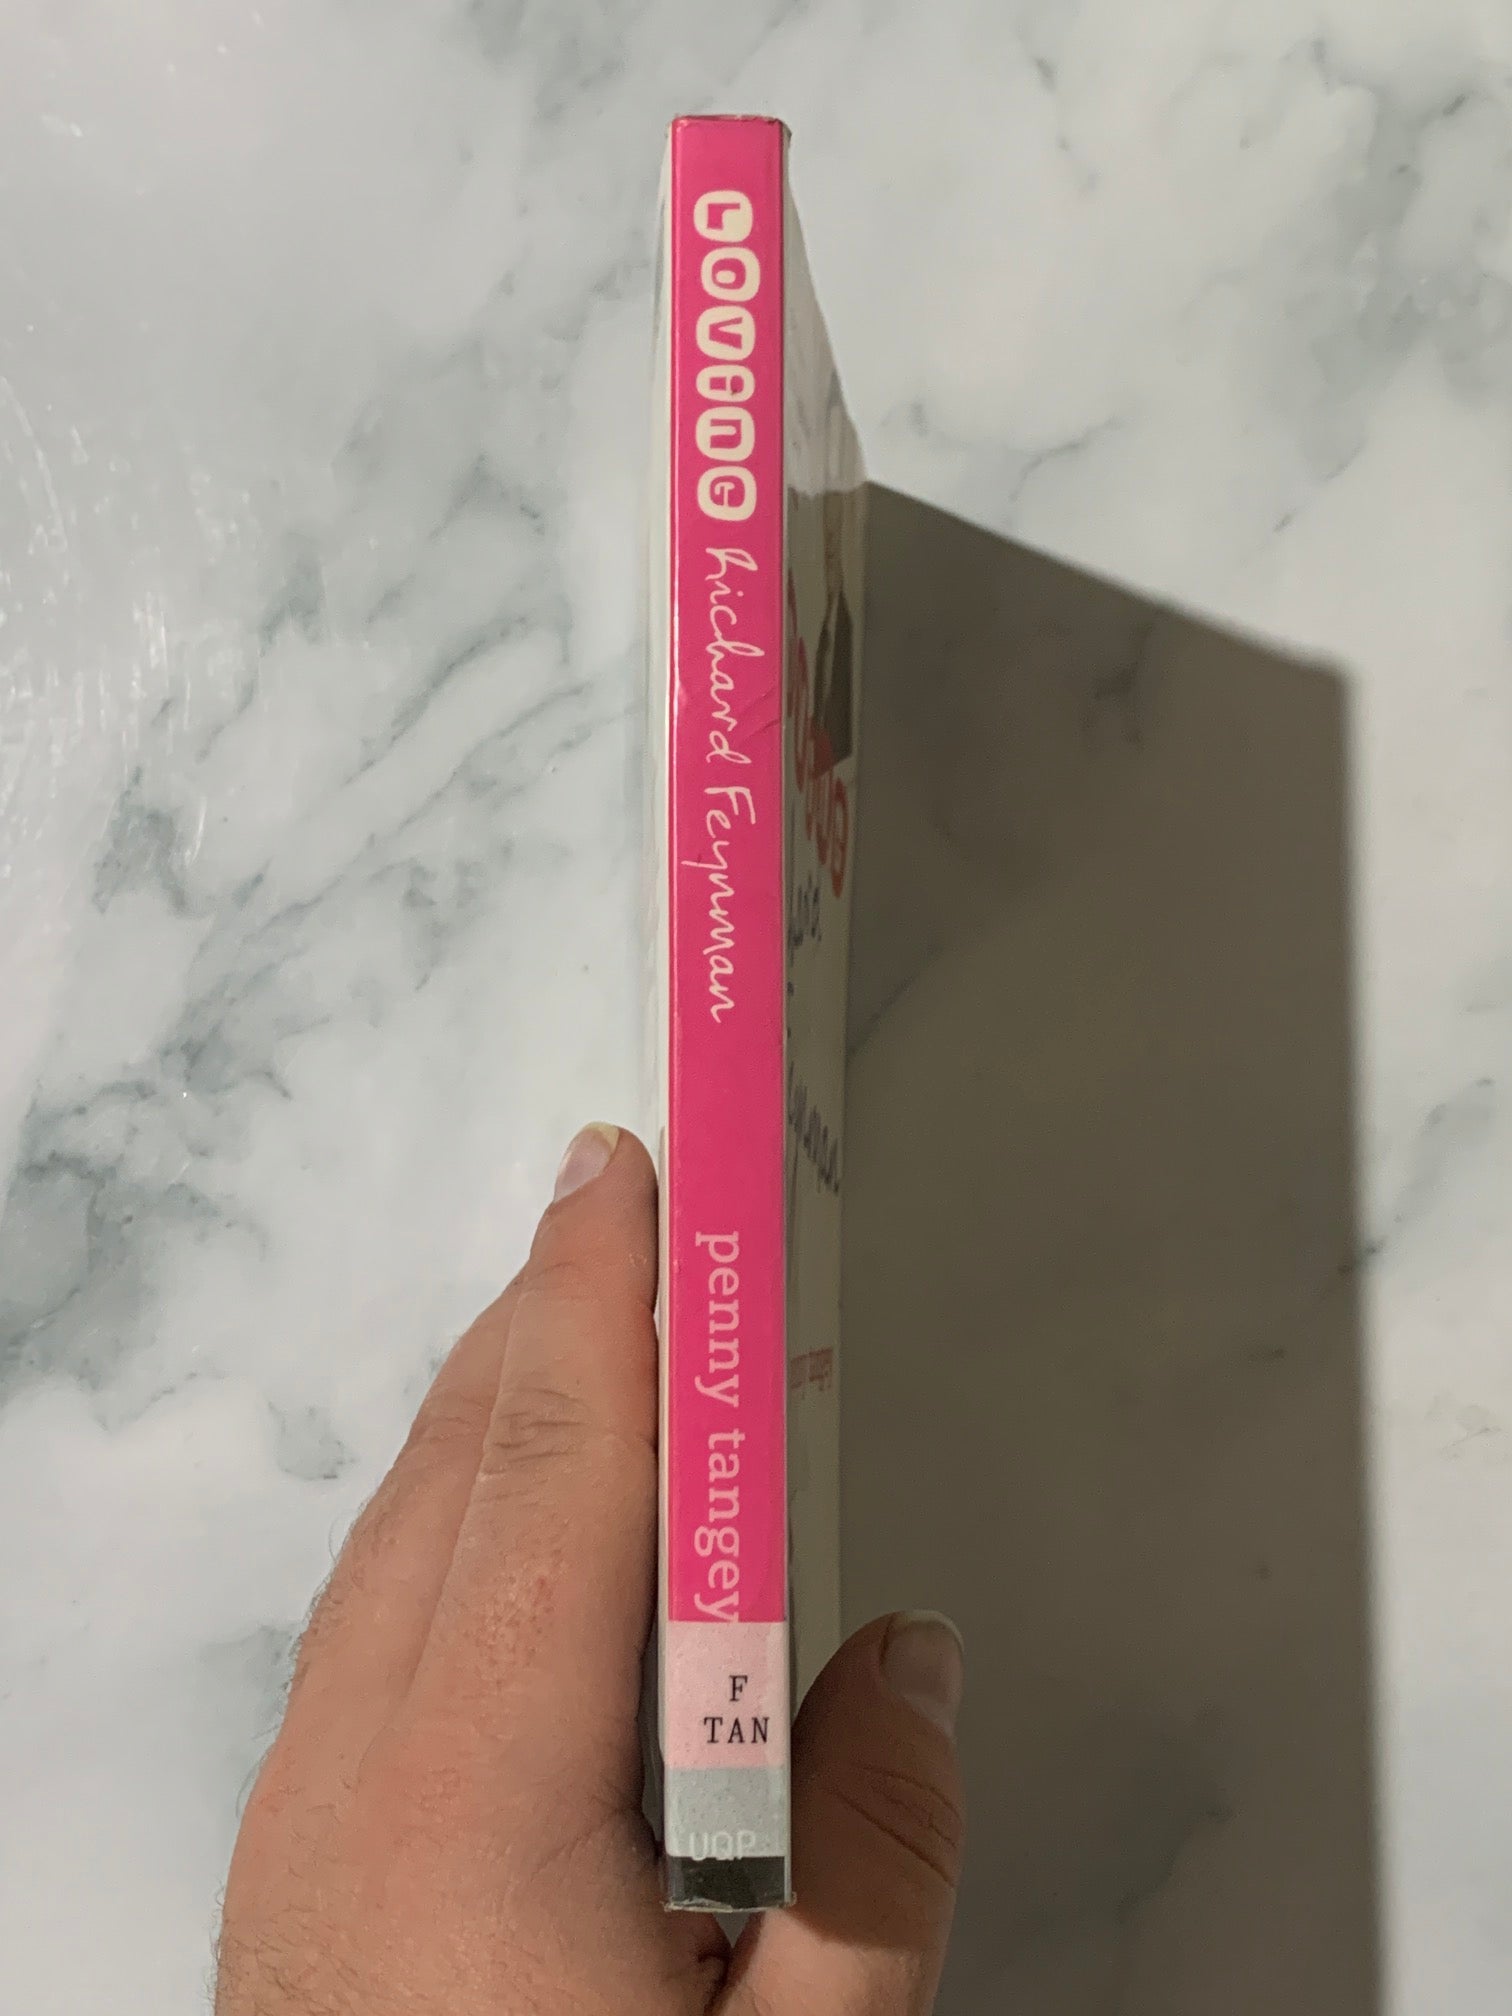 LOVING Richard Feynman
penny tangey
F
TAN
UQP